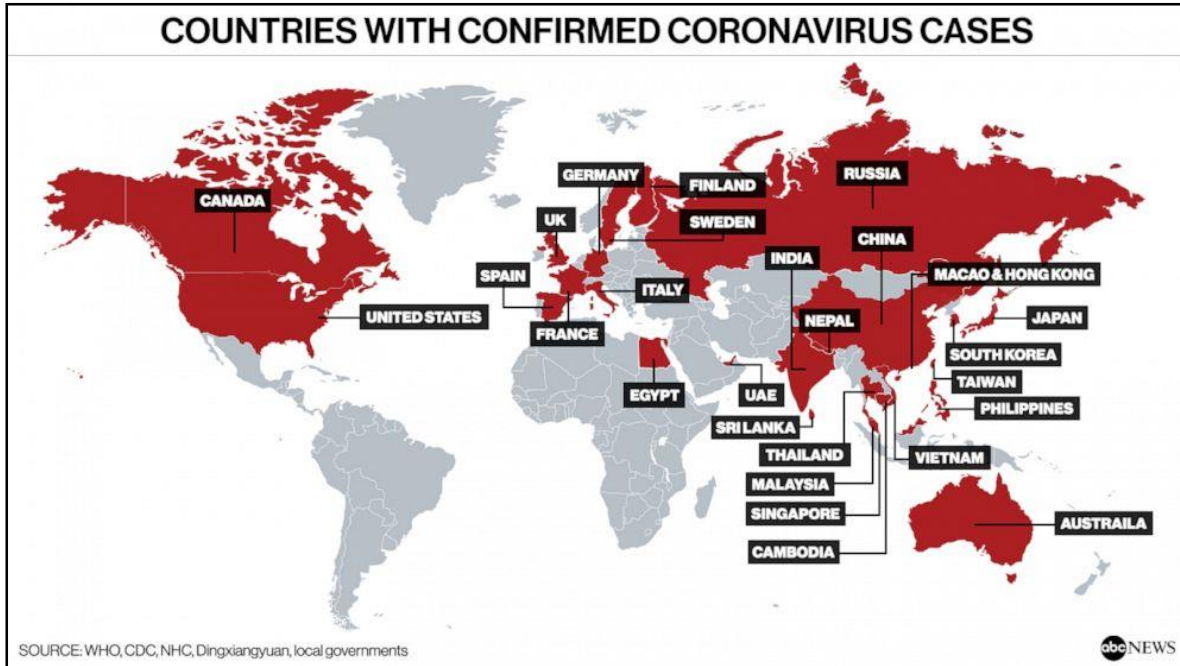 COUNTRIES WITH CONFIRMED CORONAVIRUS CASES
CANADA
UNITED STATES
GERMANY
FINLAND
UK
SWEDEN
SPAIN
ITALY
FRANCE
RUSSIA
CHINA
INDIA
MACAO & HONG KONG
NEPAL
JAPAN
SOUTH KOREA
EGYPT
UAE
TAIWAN
SRI LANKA
PHILIPPINES
THAILAND
VIETNAM
MALAYSIA
SINGAPORE
AUSTRAILA
CAMBODIA
SOURCE: WHO, CDC, NHC, Dingxiangyuan, local governments
abc NEWS